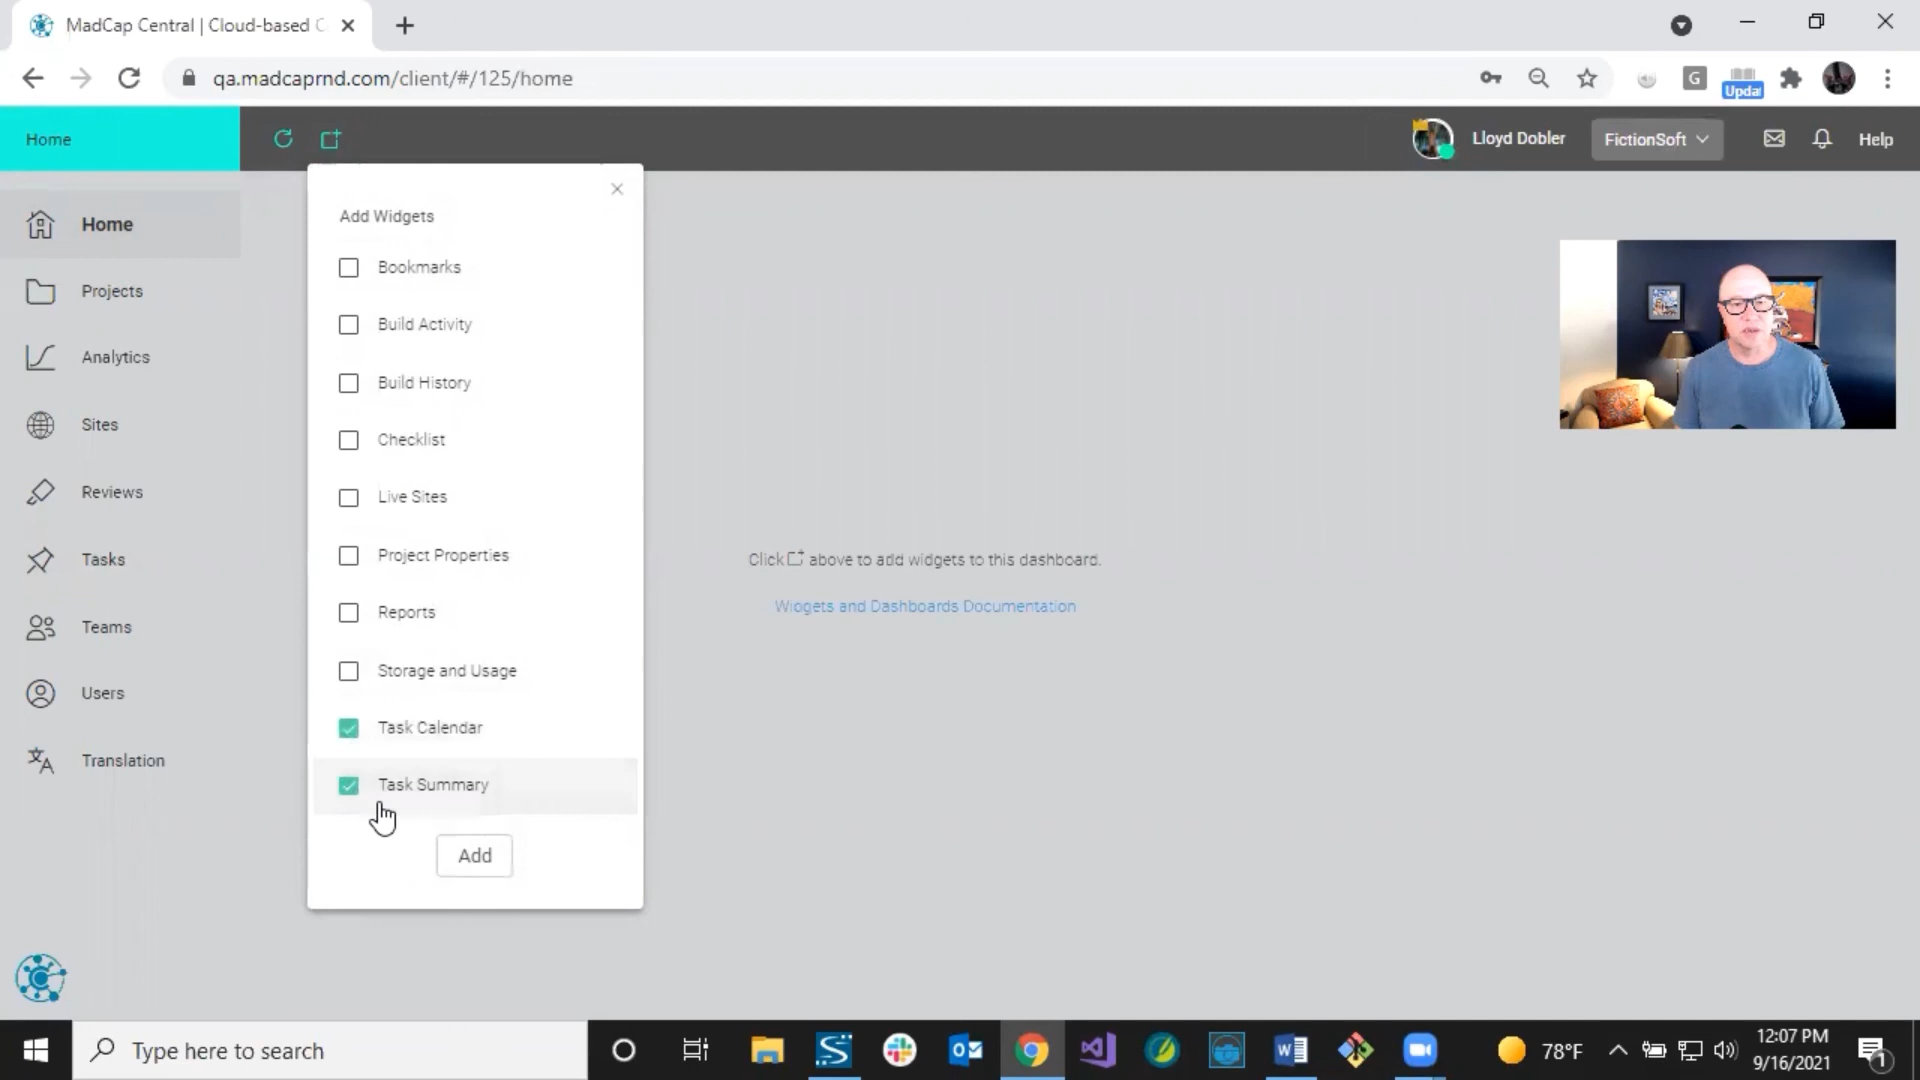 MadCap Central | Cloud-based C
qa.madcaprnd.com/client/#/125/home
G
Updat
Home
Lloyd Dobler
FictionSoft
Help
Add Widgets
Home
Bookmarks
Projects
Build Activity
Analytics
Build History
Sites
Checklist
Reviews
Live Sites
Tasks
Project Properties
Click above to add widgets to this dashboard.
Widgets and Dashboards Documentation
Teams
Reports
Users
Storage and Usage
Translation
Task Calendar
Task Summary
Add
Type here to search
78°F
12:07 PM
9/16/2021
1